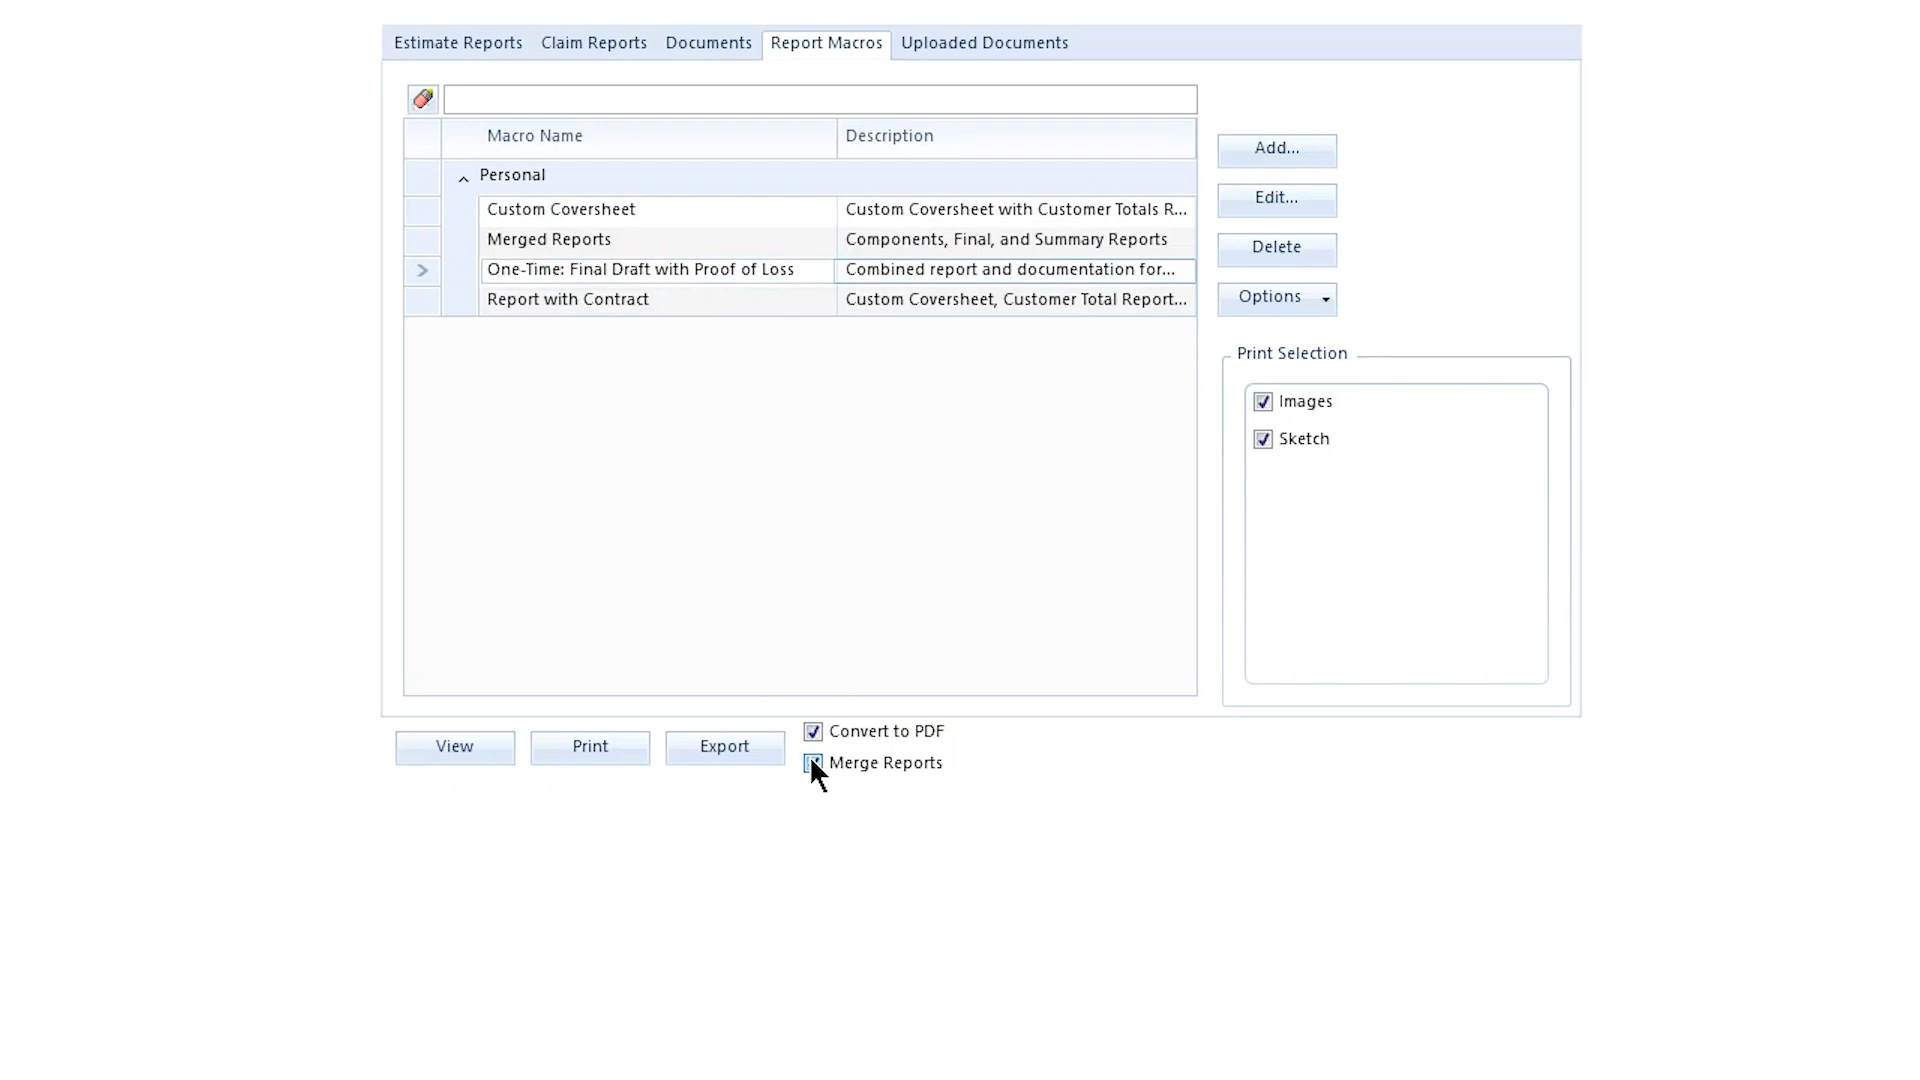 Estimate Reports Claim Reports Documents Report Macros Uploaded Documents
Macro Name Description
Add...
Personal
Edit...
Custom Coversheet Custom Coversheet with Customer Totals R...
Merged Reports Components, Final, and Summary Reports
Delete
One-Time: Final Draft with Proof of Loss Combined report and documentation for...
Report with Contract Custom Coversheet, Customer Total Report...
Options
Print Selection
Images
Sketch
Convert to PDF
View Print Export
Merge Reports